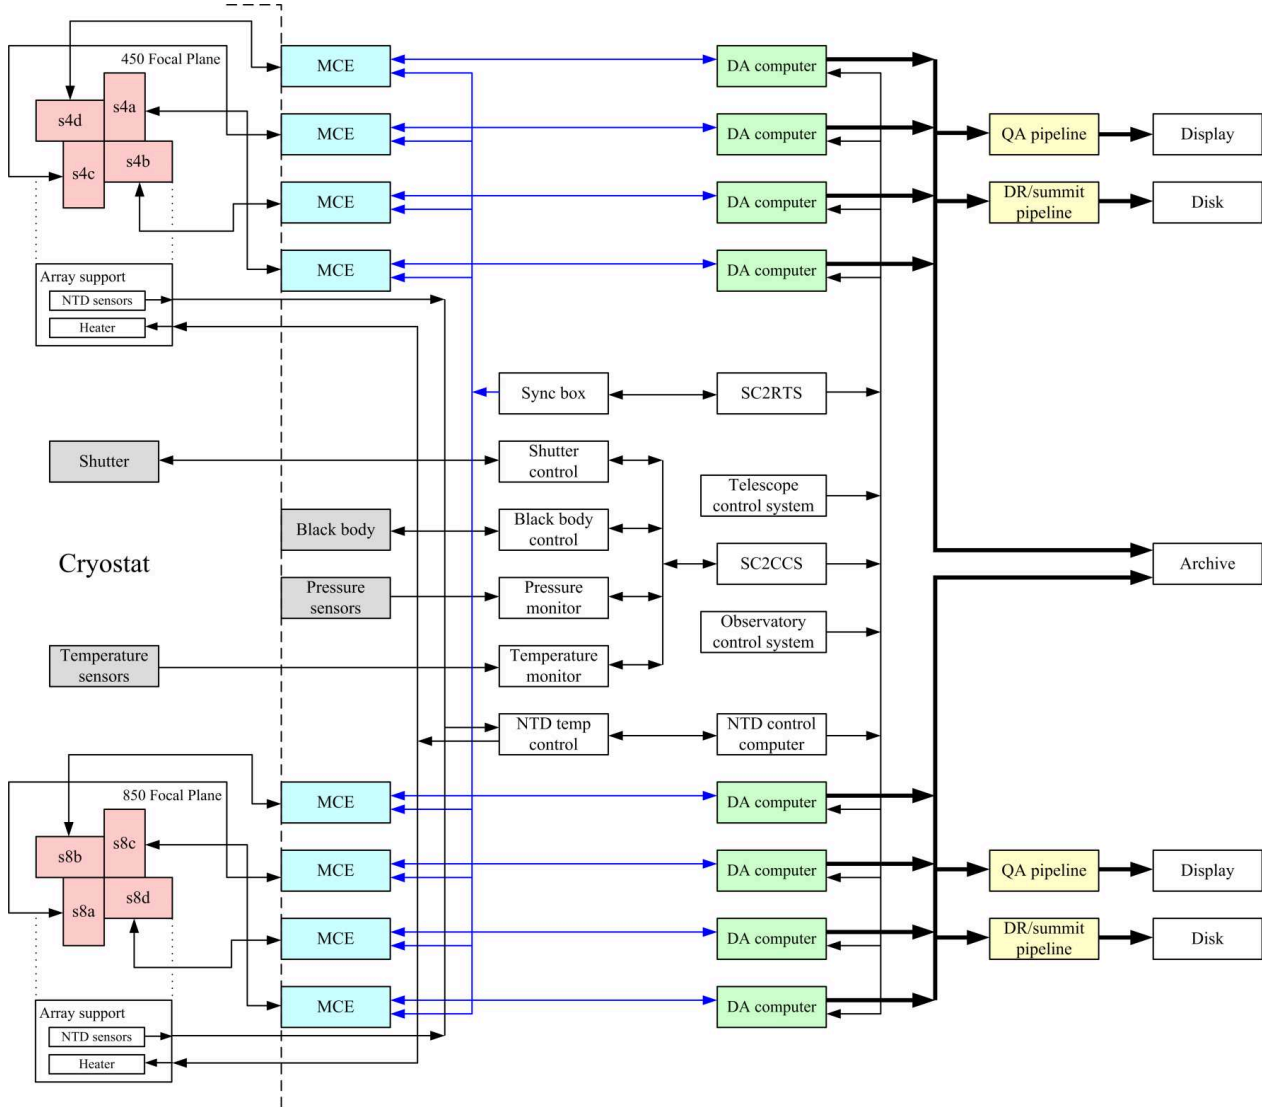 450 Focal Plane
s4a
s4d
s4b
s4c
MCE
DA computer
MCE
DA computer
QA pipeline
Display
MCE
DA computer
DR/summit
pipeline
Disk
MCE
DA computer
Array support
NTD sensors
Heater
Sync box
SC2RTS
Shutter
Shutter
control
Telescope
control system
Black body
Black body
control
Cryostat
SC2CCS
Archive
Pressure
sensors
Pressure
monitor
Observatory
control system
Temperature
sensors
Temperature
monitor
NTD temp
control
NTD control
computer
850 Focal Plane
s8c
s8b
s8d
s8a
MCE
DA computer
MCE
DA computer
QA pipeline
Display
MCE
DA computer
DR/summit
pipeline
Disk
MCE
DA computer
Array support
NTD sensors
Heater